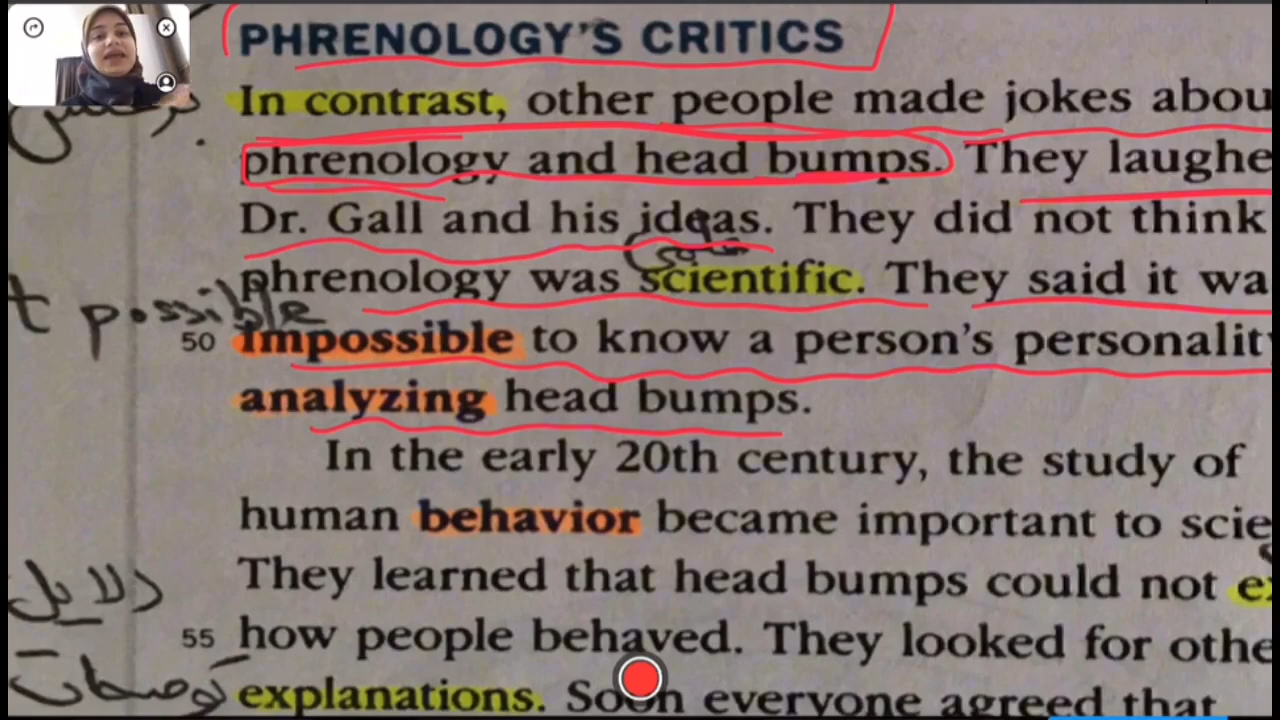 PHRENOLOGY'S CRITICS
In contrast, other people made jokes abou
phrenology and head bumps. They laughe
Dr. Gall and his ideas. They did not think
phrenology was scientific. They said it wa
t possible
50 impossible to know a person's personalit
analyzing head bumps.
In the early 20th century, the study of
human behavior became important to scie
They learned that head bumps could not e
دلايل
55 how people behaved. They looked for othe
explanations. Soon everyone agreed that